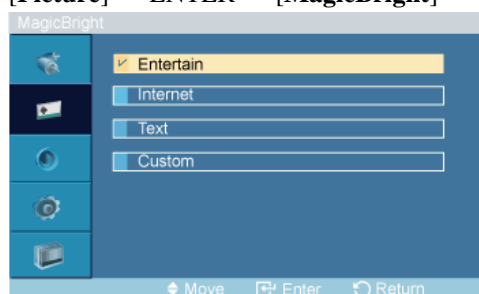 [Picture] ENTER [MagicBright]
MagicBright
Entertain
Internet
Text
Custom
Move Enter Return